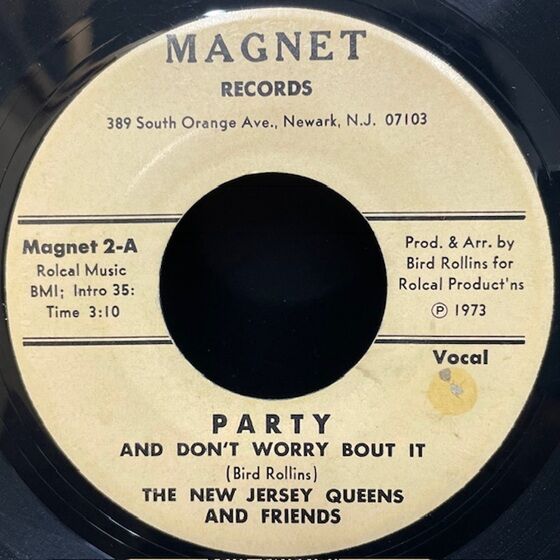 MAGNET
RECORDS
389 South Orange Ave., Newark, N.J. 07103
Magnet 2-A
Rolcal Music
BMI; Intro 35:
Time 3:10
Prod. & Arr. by
Bird Rollins for
Rolcal Product'ns
Ⓟ 1973
Vocal
PARTY
AND DON'T WORRY BOUT IT
(Bird Rollins)
THE NEW JERSEY QUEENS
AND FRIENDS